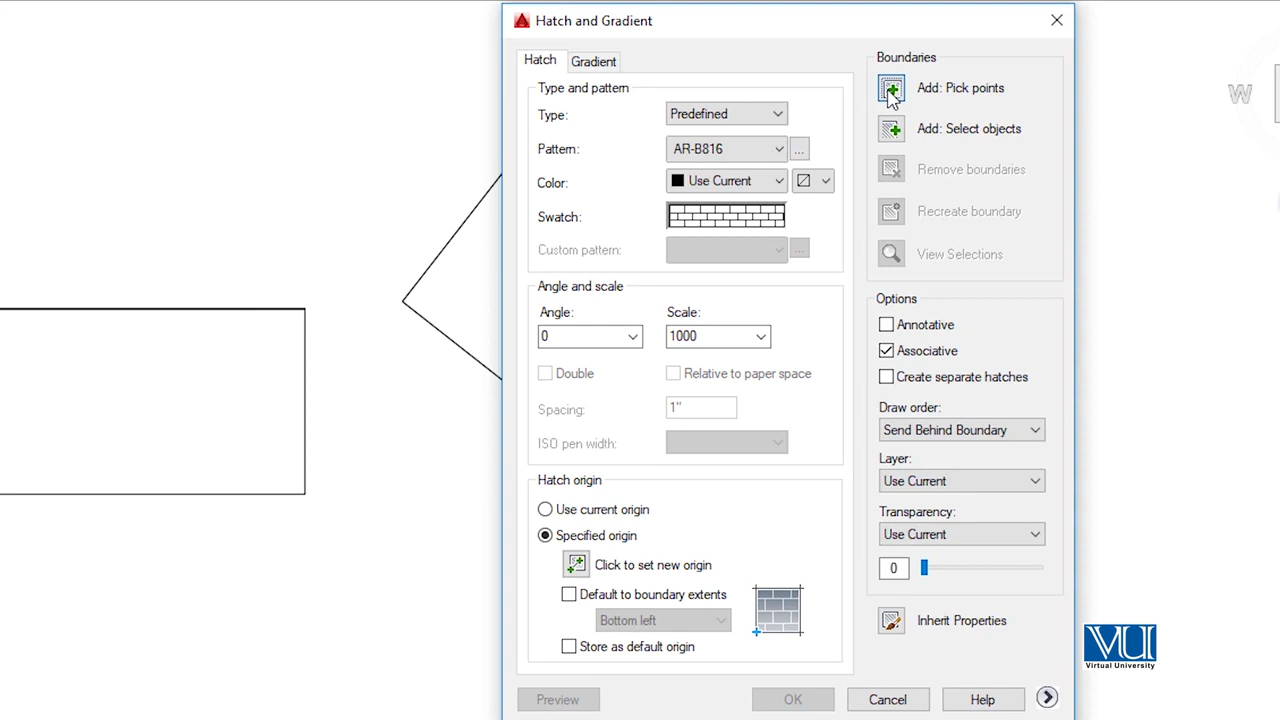 Hatch and Gradient
Hatch
Gradient
Type and pattern
Type:
Predefined
Pattern:
AR-B816
...
Color:
Use Current
Swatch:
Custom pattern:
...
Angle and scale
Angle:
Scale:
0
1000
Double
Relative to paper space
Spacing:
1"
ISO pen width:
Hatch origin
Use current origin
Specified origin
Click to set new origin
Default to boundary extents
Bottom left
Store as default origin
Boundaries
Add: Pick points
Add: Select objects
Remove boundaries
Recreate boundary
View Selections
Options
Annotative
Associative
Create separate hatches
Draw order:
Send Behind Boundary
Layer:
Use Current
Transparency:
Use Current
0
Inherit Properties
Preview
OK
Cancel
Help
W
VU
Virtual University